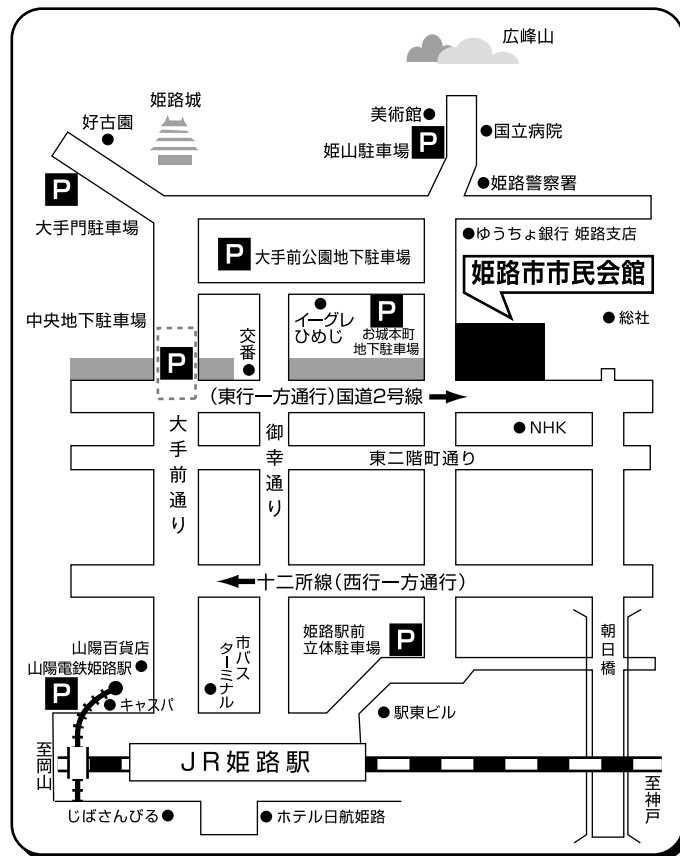 広峰山
姫路城
好古園
美術館
国立病院
P
姫山駐車場
姫路警察署
P
大手門駐車場
ゆうちょ銀行 姫路支店
P
大手前公園地下駐車場
姫路市市民会館
中央地下駐車場
P
交番
イーグレ
ひめじ
P
お城本町
地下駐車場
総社
(東行一方通行)国道2号線
大手前通り
御幸通り
NHK
東二階町通り
十二所線(西行一方通行)
山陽百貨店
山陽電鉄姫路駅
P
キャスパ
市バス
ターミナル
姫路駅前
立体駐車場
P
朝日橋
駅東ビル
至岡山
JR姫路駅
至神戸
じばさんびる
ホテル日航姫路